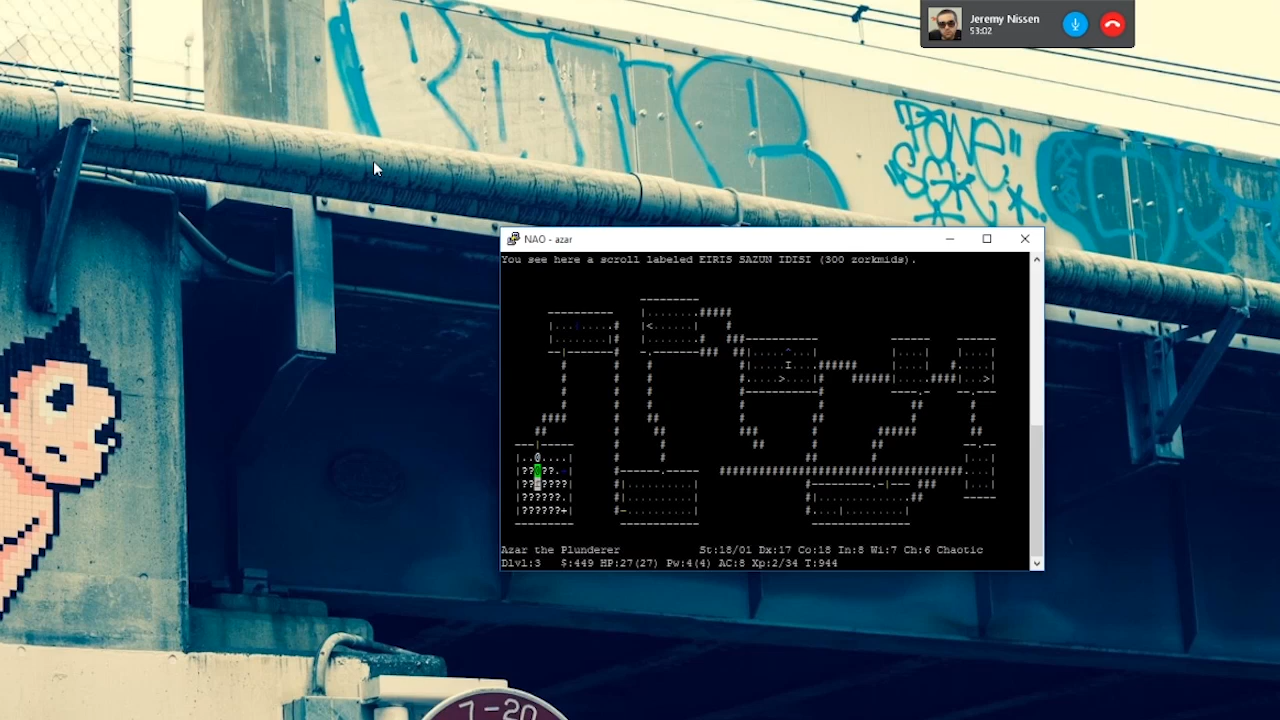 Jeremy Nissen
53:02
NAO - azar
You see here a scroll labeled EIRIS SAZUN IDISI (300 zorkmids).
Azar the Plunderer St:18/01 Dx:17 Co:18 In:8 Wi:7 Ch:6 Chaotic
Dlvl:3 $:449 HP:27(27) Pw:4(4) AC:8 Xp:2/34 T:944
7-20